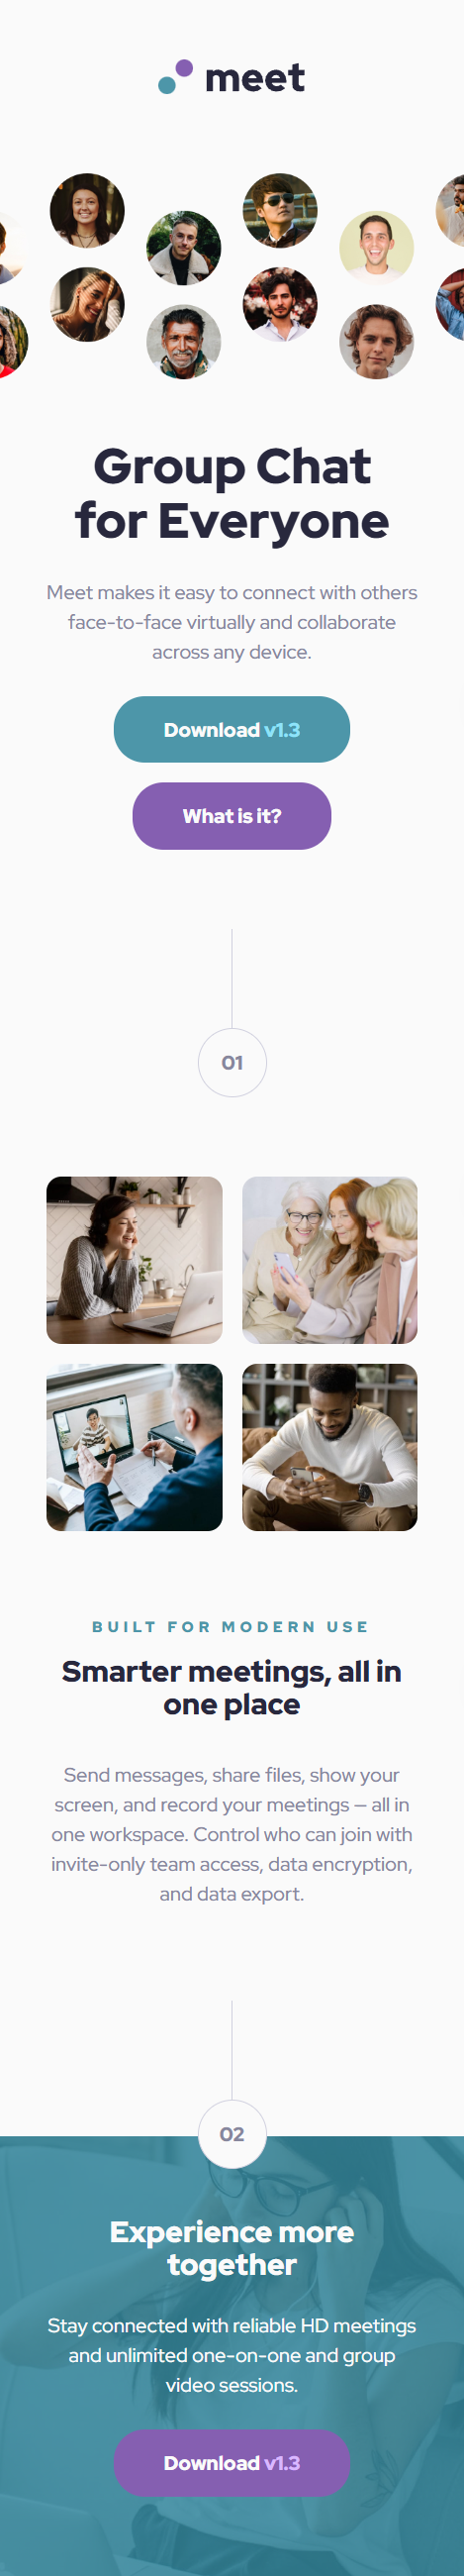 meet
Group Chat
for Everyone
Meet makes it easy to connect with others
face-to-face virtually and collaborate
across any device.
Download v1.3
What is it?
01
BUILT FOR MODERN USE
Smarter meetings, all in
one place
Send messages, share files, show your
screen, and record your meetings — all in
one workspace. Control who can join with
invite-only team access, data encryption,
and data export.
02
Experience more
together
Stay connected with reliable HD meetings
and unlimited one-on-one and group
video sessions.
Download v1.3